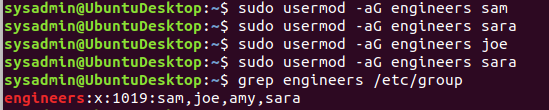 sysadmin@UbuntuDesktop:~$ sudo usermod -aG engineers sam
sysadmin@UbuntuDesktop:~$ sudo usermod -aG engineers sara
sysadmin@UbuntuDesktop:~$ sudo usermod -aG engineers joe
sysadmin@UbuntuDesktop:~$ sudo usermod -aG engineers sara
sysadmin@UbuntuDesktop:~$ grep engineers /etc/group
engineers:x:1019:sam,joe,amy,sara